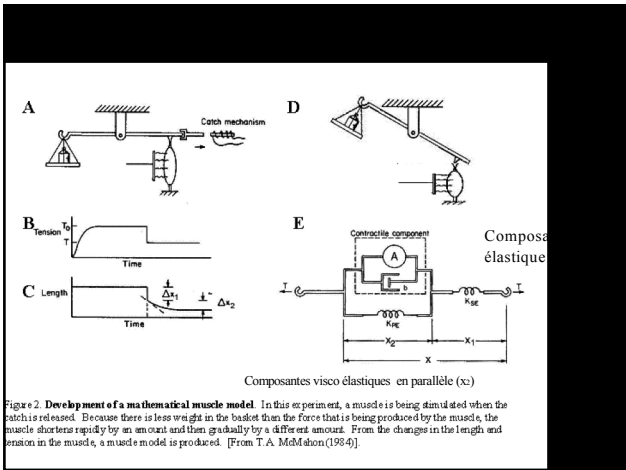 A
Catch mechanism
D
B
Tension
T₀
T
Time
C
Length
Δx₁
Δx₂
Time
E
Contractile component
A
b
T
T
K_SE
K_PE
x₂
x₁
x
Composa
élastique
Composantes visco élastiques en parallèle (x₂)
Figure 2. Development of a mathematical muscle model. In this experiment, a muscle is being stimulated when the
catch is released. Because there is less weight in the basket than the force that is being produced by the muscle, the
muscle shortens rapidly by an amount and then gradually by a different amount. From the changes in the length and
tension in the muscle, a muscle model is produced. [From T.A. McMahon (1984)].